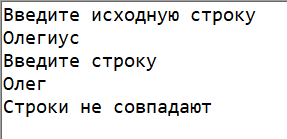 Введите исходную строку
Олегиус
Введите строку
Олег
Строки не совпадают